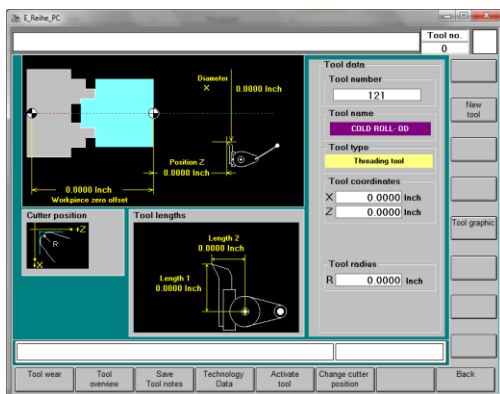 E_Reihe_PC
Tool no.
0
Diameter
X
0.0000 Inch
Position Z
0.0000 Inch
0.0000 Inch
Workpiece zero offset
Cutter position
+Z
R
+X
Tool lengths
Length 2
0.0000 Inch
Length 1
0.0000 Inch
Tool data
Tool number
121
Tool name
COLD ROLL- OD
Tool type
Threading tool
Tool coordinates
X 0.0000 Inch
Z 0.0000 Inch
Tool radius
R 0.0000 Inch
New
tool
Tool graphic
Tool wear
Tool
overview
Save
Tool notes
Technology
Data
Activate
tool
Change cutter
position
Back